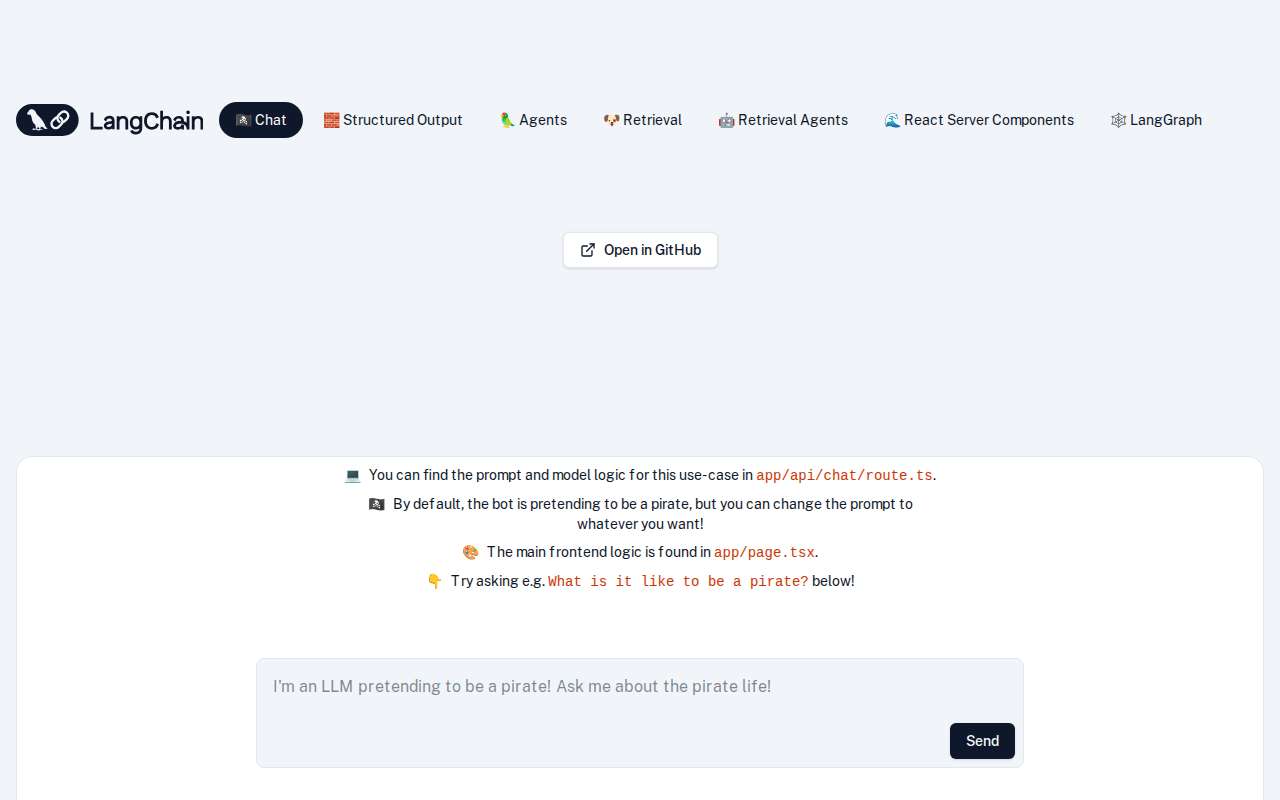 LangChain
🏴‍☠️ Chat
🧱 Structured Output
🦜 Agents
🐶 Retrieval
🤖 Retrieval Agents
🌊 React Server Components
🕸️ LangGraph
Open in GitHub
💻 You can find the prompt and model logic for this use-case in app/api/chat/route.ts.
🏴‍☠️ By default, the bot is pretending to be a pirate, but you can change the prompt to
whatever you want!
🎨 The main frontend logic is found in app/page.tsx.
👇 Try asking e.g. What is it like to be a pirate? below!
I'm an LLM pretending to be a pirate! Ask me about the pirate life!
Send